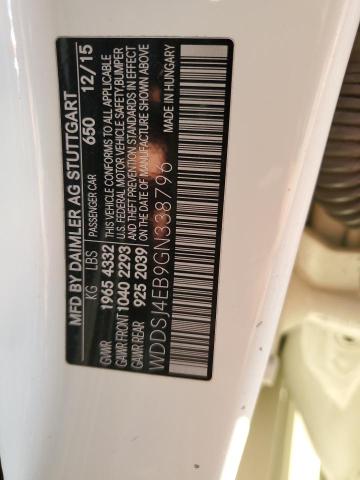 MFD BY DAIMLER AG STUTTGART
PASSENGER CAR 650 12/15
KG LBS
GVWR 1965 4332
GAWR FRONT 1040 2293
GAWR REAR 925 2039
THIS VEHICLE CONFORMS TO ALL APPLICABLE
U.S. FEDERAL MOTOR VEHICLE SAFETY, BUMPER
AND THEFT PREVENTION STANDARDS IN EFFECT
ON DATE OF MANUFACTURE SHOWN ABOVE
MADE IN HUNGARY
WDDSJ4EB9GN338796